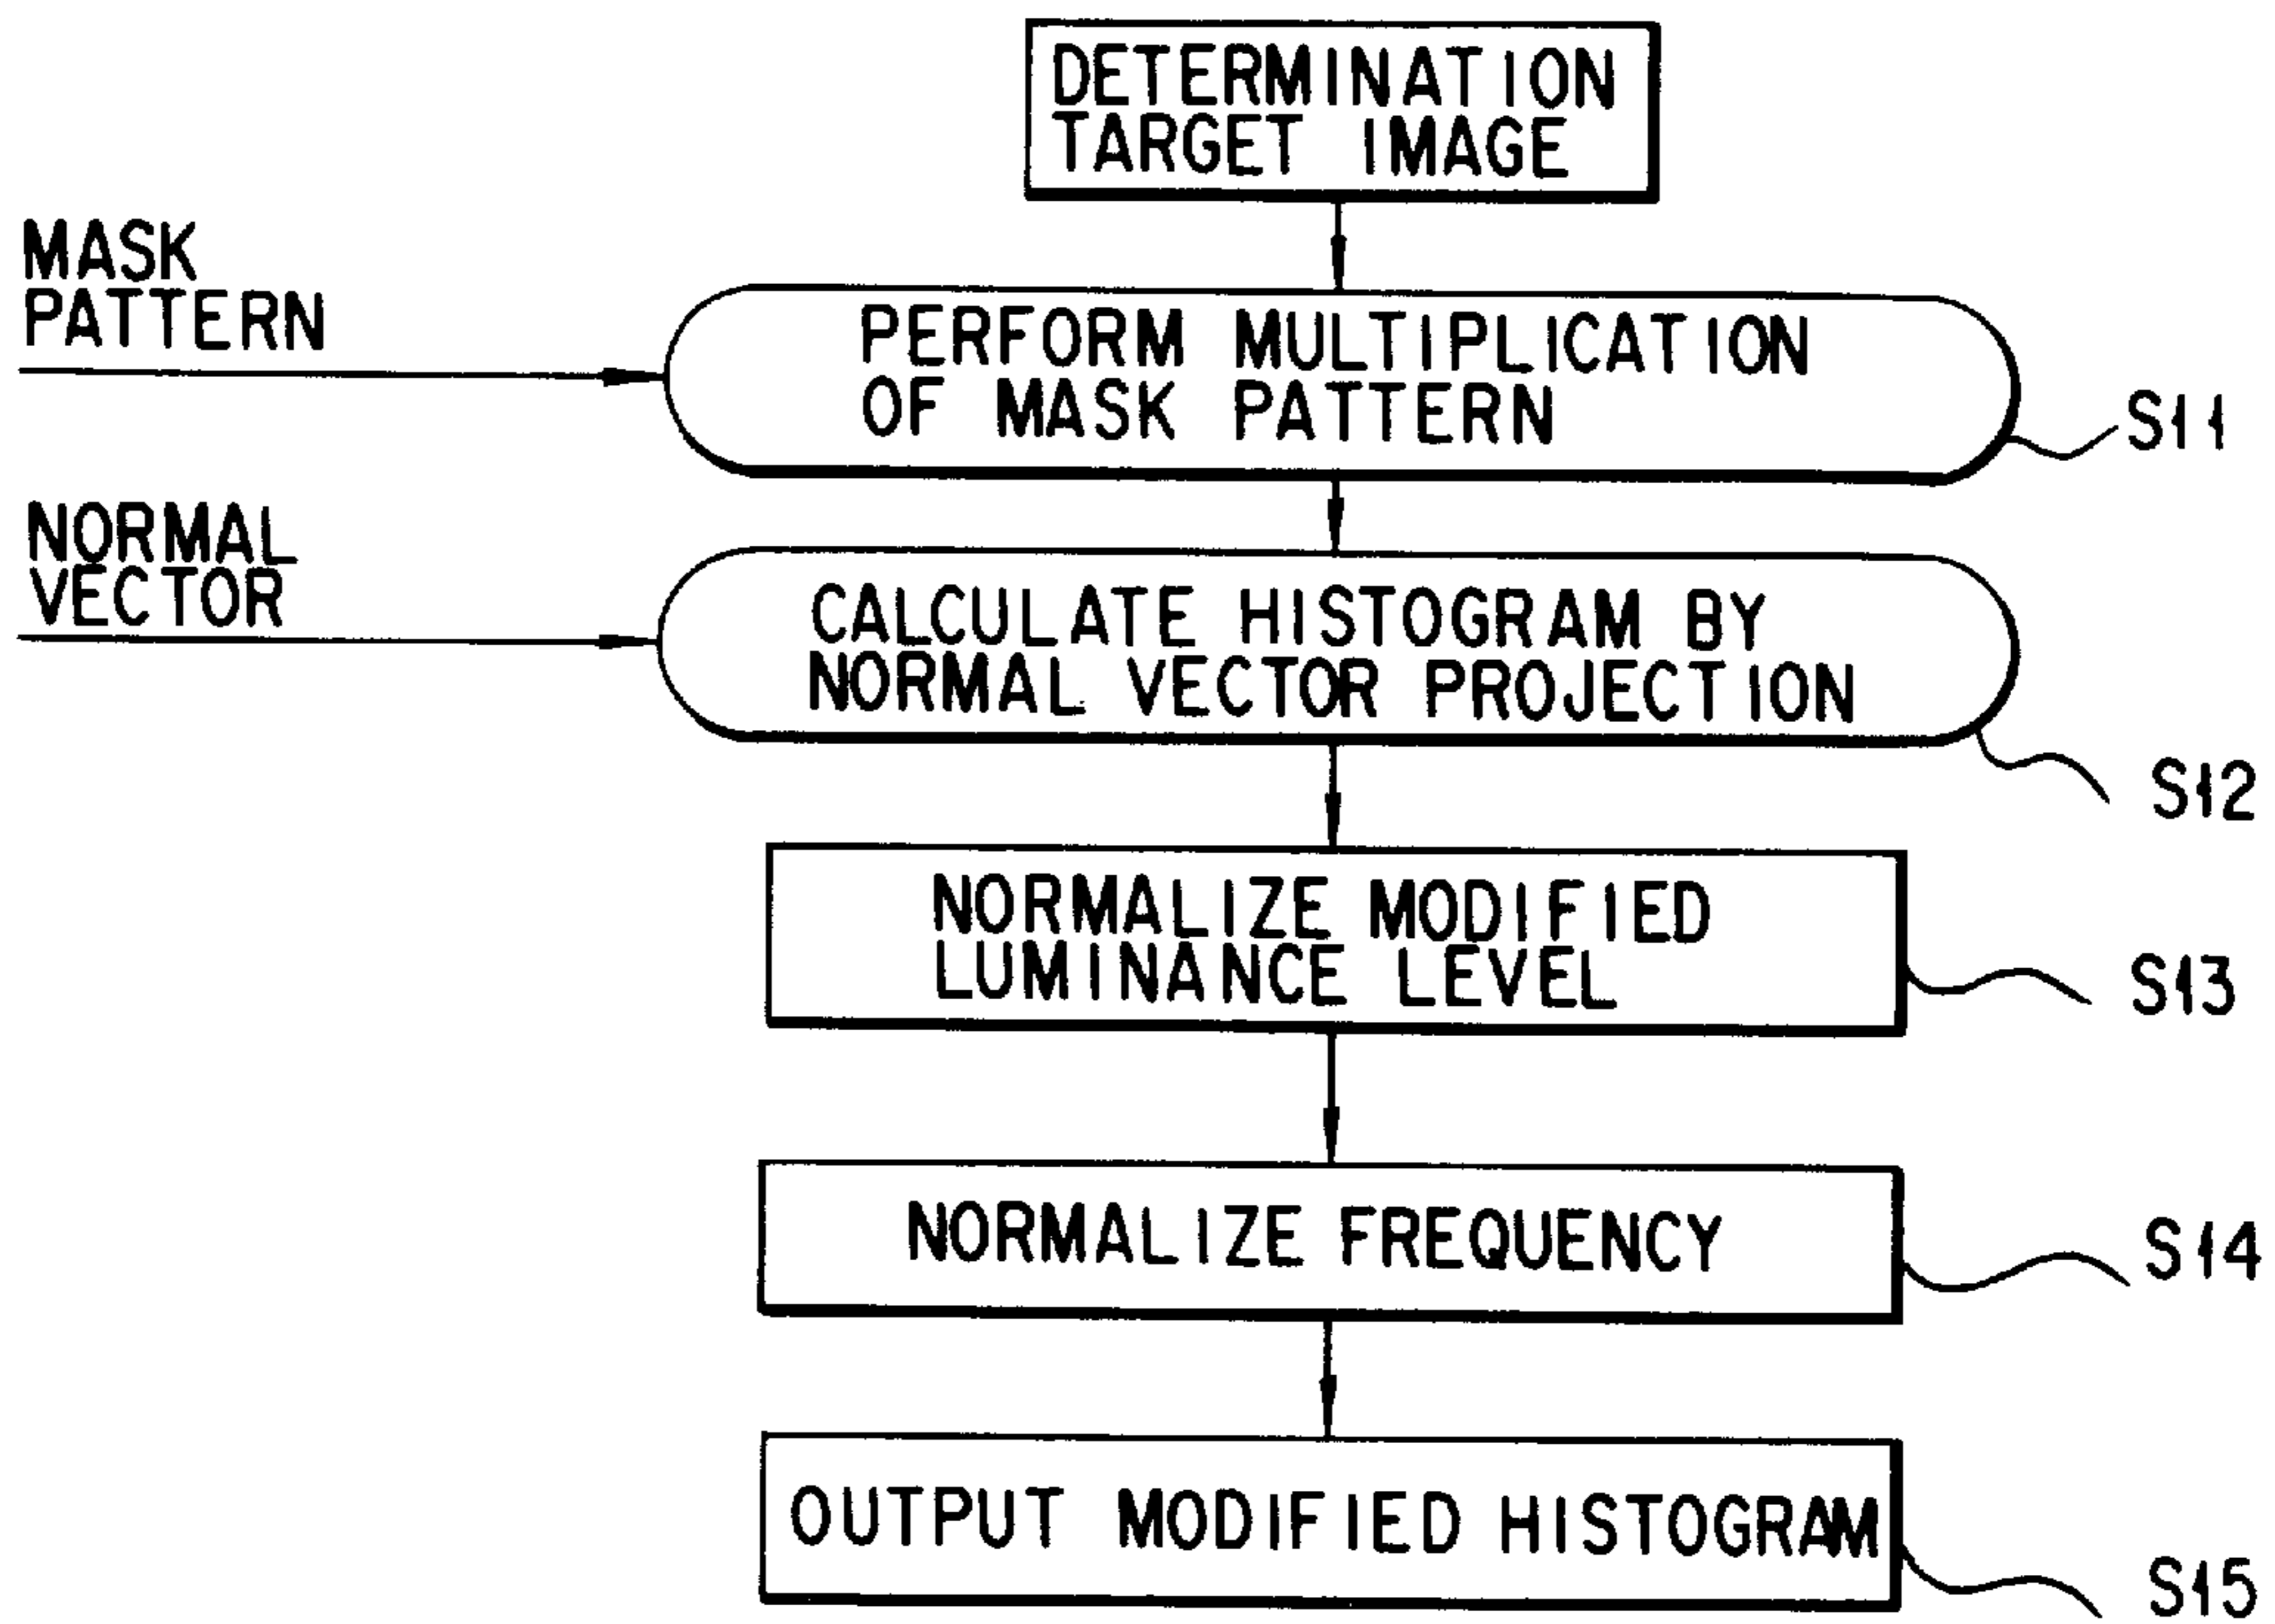 DETERMINATION
TARGET IMAGE
MASK
PATTERN
PERFORM MULTIPLICATION
OF MASK PATTERN
S11
NORMAL
VECTOR
CALCULATE HISTOGRAM BY
NORMAL VECTOR PROJECTION
S12
NORMALIZE MODIFIED
LUMINANCE LEVEL
S13
NORMALIZE FREQUENCY
S14
OUTPUT MODIFIED HISTOGRAM
S15